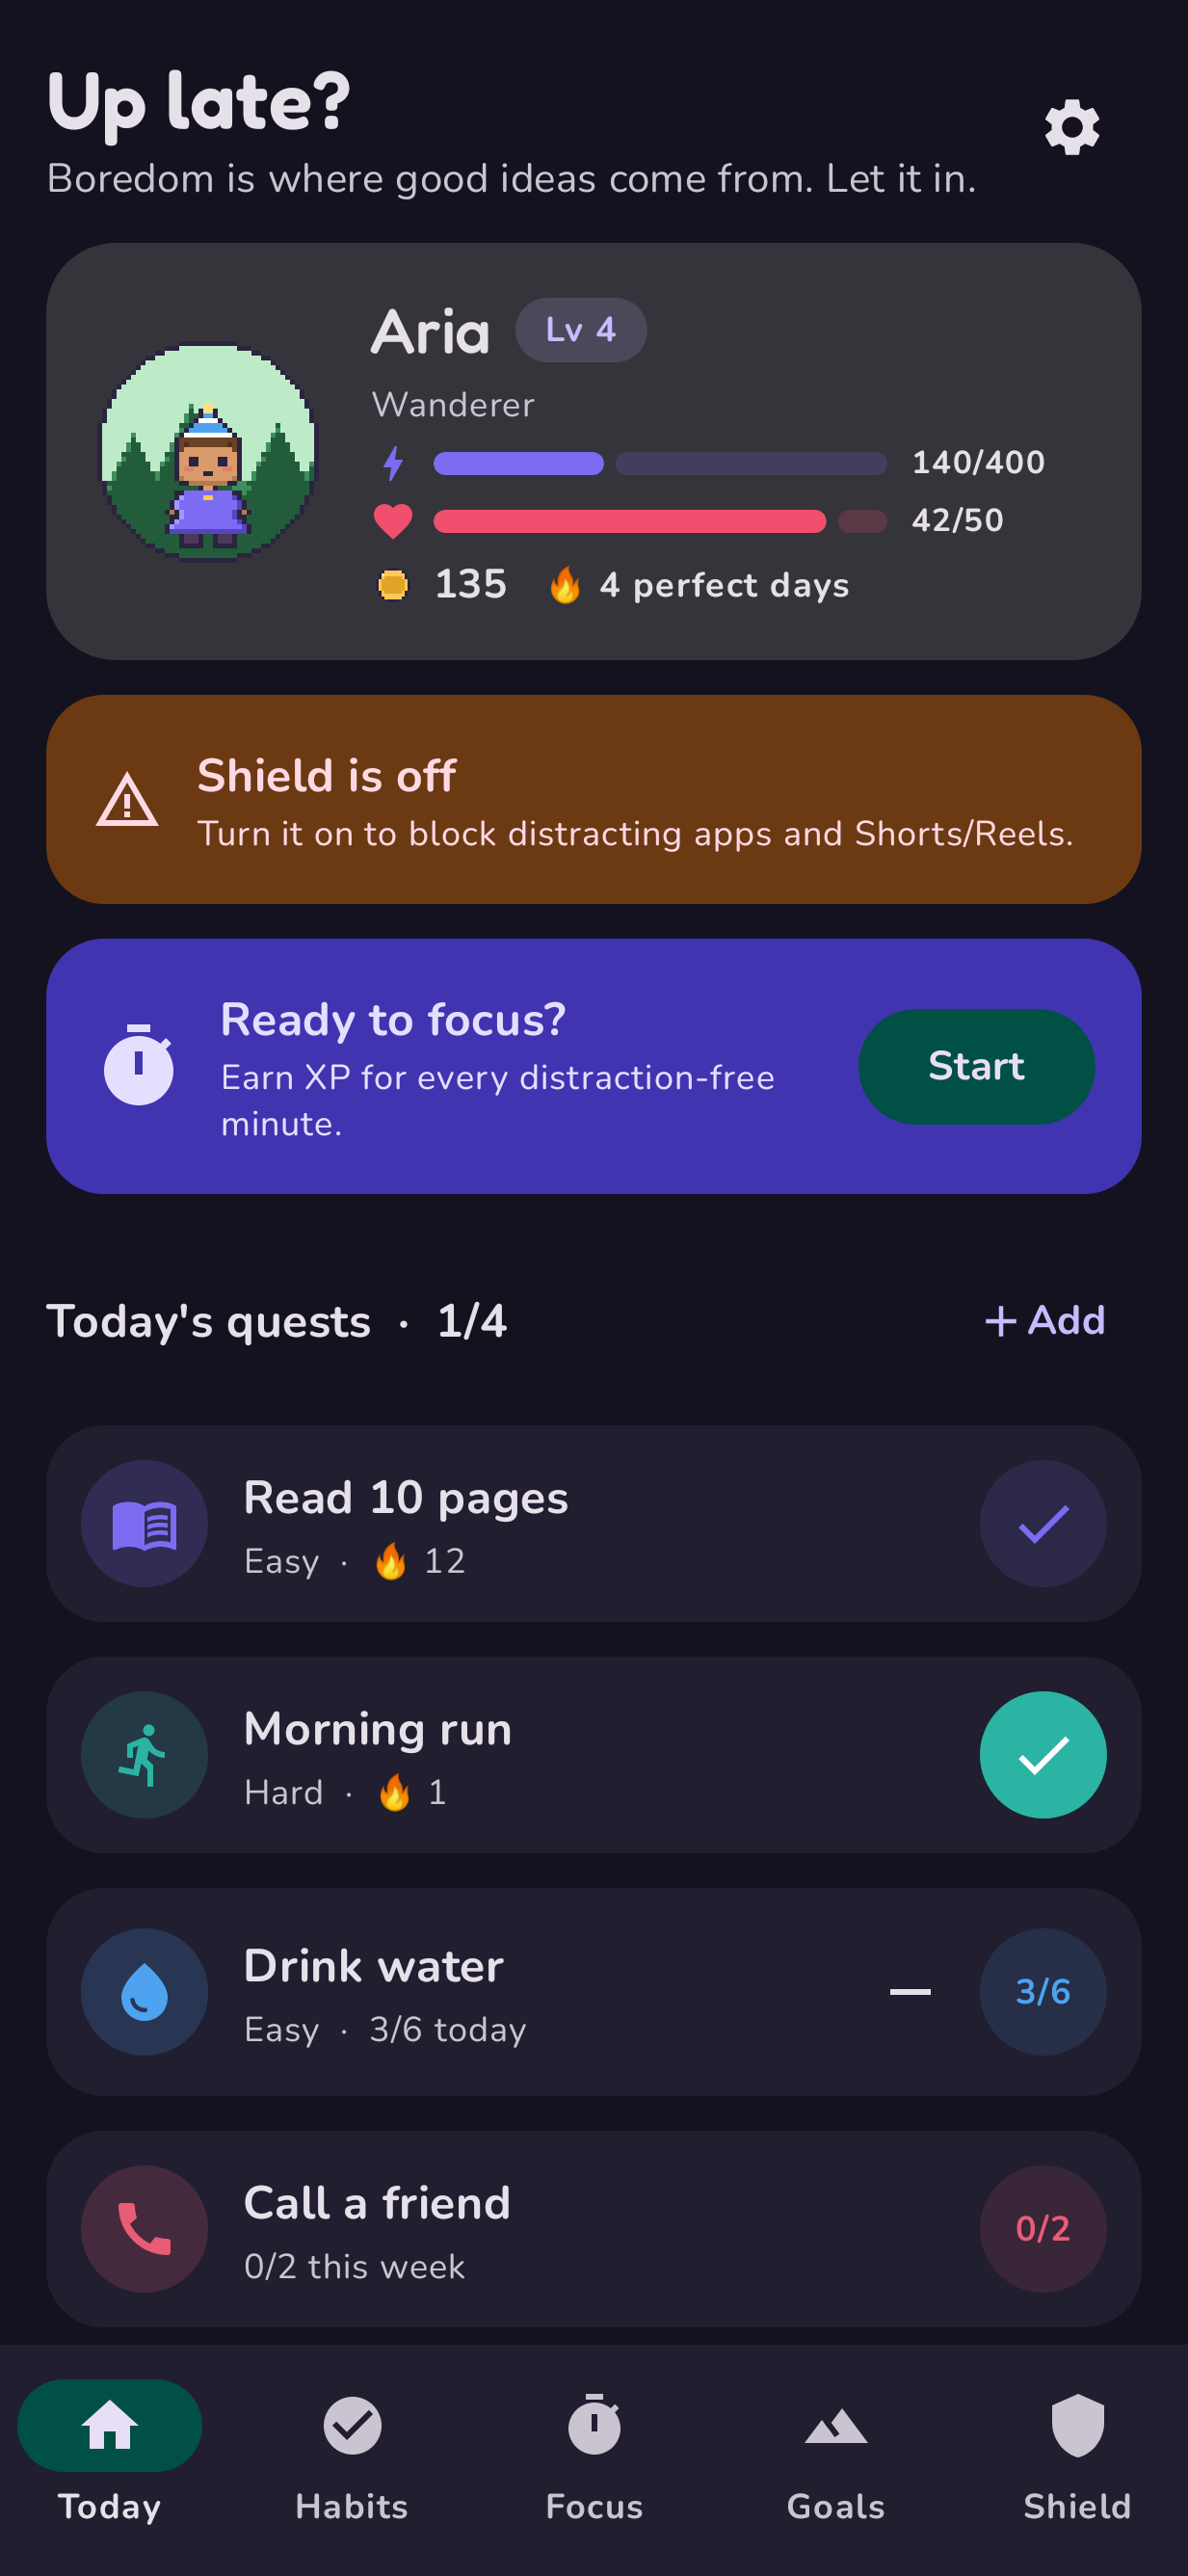 Up late?
Boredom is where good ideas come from. Let it in.
Aria Lv 4
Wanderer
140/400
42/50
135 🔥 4 perfect days
Shield is off
Turn it on to block distracting apps and Shorts/Reels.
Ready to focus?
Earn XP for every distraction-free
minute.
Start
Today's quests · 1/4
+ Add
Read 10 pages
Easy · 🔥 12
Morning run
Hard · 🔥 1
Drink water
Easy · 3/6 today
3/6
Call a friend
0/2 this week
0/2
Today
Habits
Focus
Goals
Shield